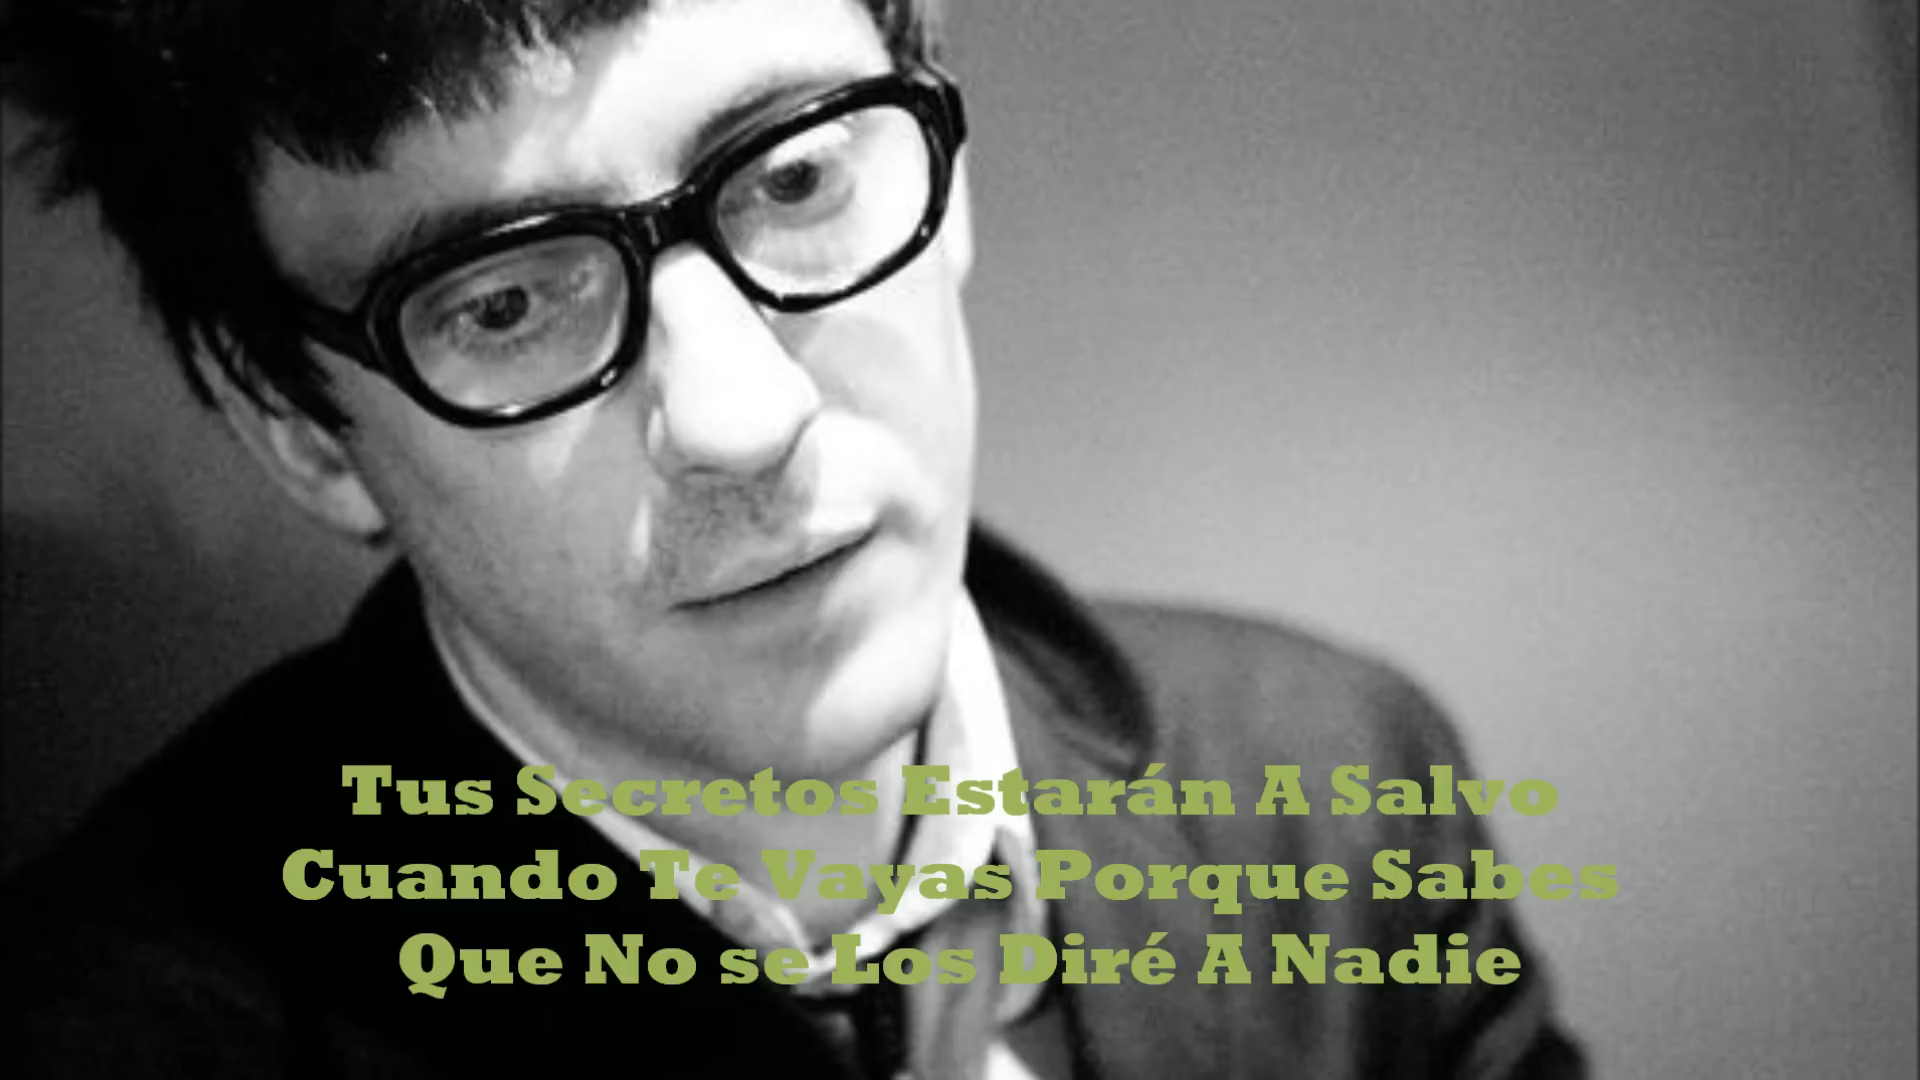 Tus Secretos Estarán A Salvo
Cuando Te Vayas Porque Sabes
Que No se Los Diré A Nadie